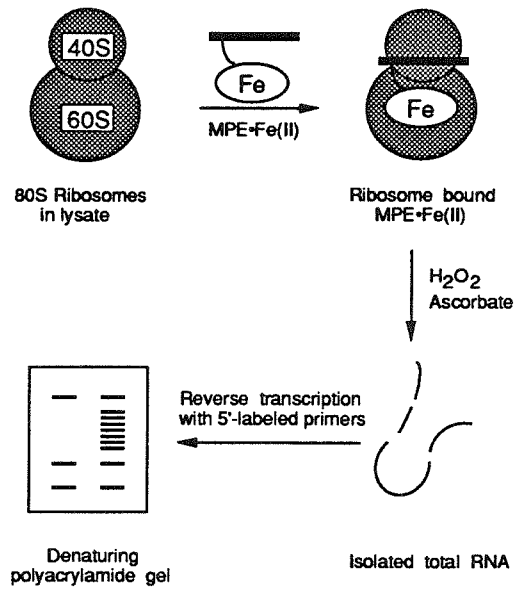 40S
60S
Fe
MPE•Fe(II)
Fe
80S Ribosomes
in lysate
Ribosome bound
MPE•Fe(II)
H2O2
Ascorbate
Reverse transcription
with 5'-labeled primers
Denaturing
polyacrylamide gel
Isolated total RNA